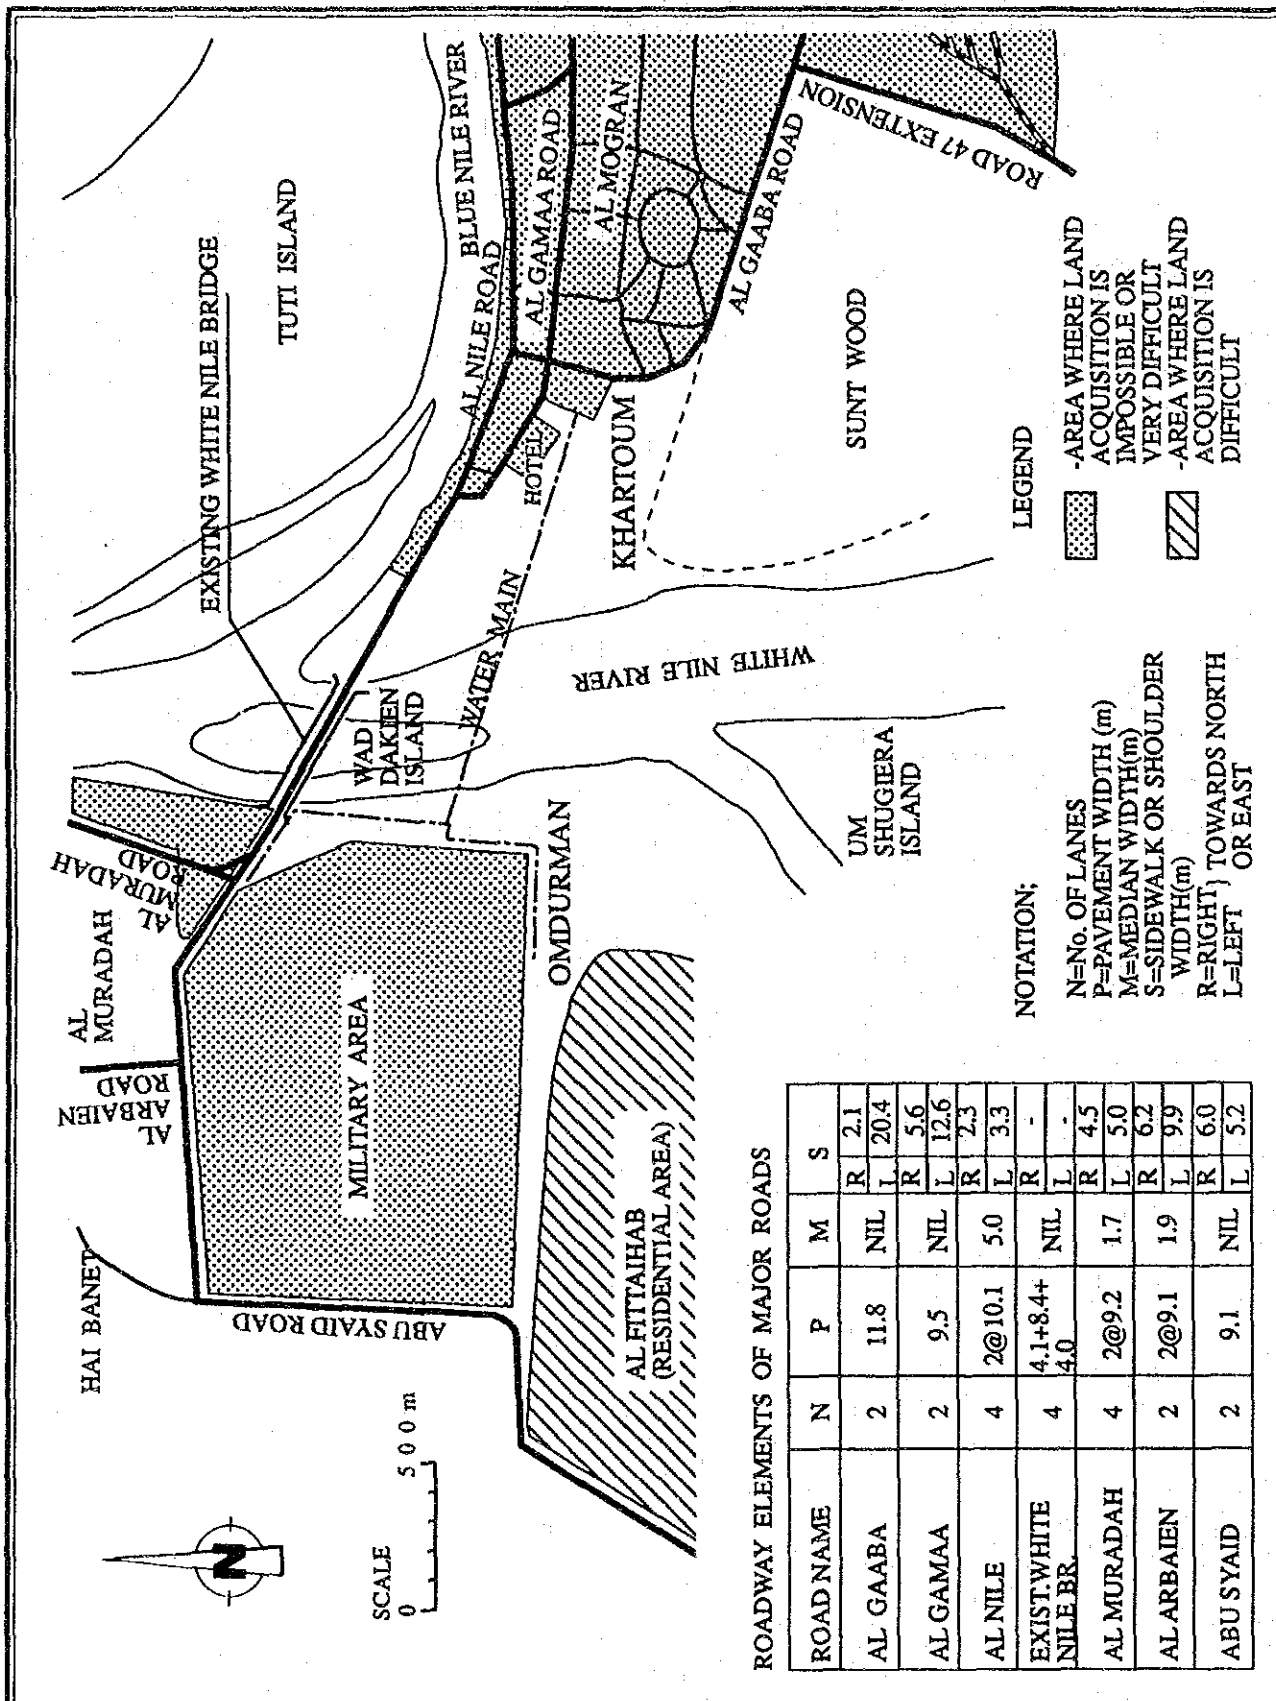 HAI BANET
AL
ARBAIEN
ROAD
AL
MURADAH
AL
MURADAH
ROAD
EXISTING WHITE NILE BRIDGE
TUTI ISLAND
BLUE NILE RIVER
AL NILE ROAD
AL GAMAA ROAD
AL MOGRAN
AL GAABA ROAD
ROAD 47 EXTENSION
HOTEL
KHARTOUM
SUNT WOOD
WATER MAIN
WHITE NILE RIVER
WAD
DAKIEN
ISLAND
UM
SHUGIERA
ISLAND
OMDURMAN
MILITARY AREA
ABU SYAID ROAD
AL FITTAIHAB
(RESIDENTIAL AREA)
N
SCALE
0 500 m
ROADWAY ELEMENTS OF MAJOR ROADS
ROAD NAME N P M S
AL GAABA 2 11.8 NIL R 2.1
L 20.4
AL GAMAA 2 9.5 NIL R 5.6
L 12.6
AL NILE 4 2@10.1 5.0 R 2.3
L 3.3
EXIST.WHITE NILE BR. 4 4.1+8.4+4.0 NIL R -
L -
AL MURADAH 4 2@9.2 1.7 R 4.5
L 5.0
AL ARBAIEN 2 2@9.1 1.9 R 6.2
L 9.9
ABU SYAID 2 9.1 NIL R 6.0
L 5.2
NOTATION;
N=No. OF LANES
P=PAVEMENT WIDTH (m)
M=MEDIAN WIDTH(m)
S=SIDEWALK OR SHOULDER
WIDTH(m)
R=RIGHT } TOWARDS NORTH
L=LEFT OR EAST
LEGEND
-AREA WHERE LAND
ACQUISITION IS
IMPOSSIBLE OR
VERY DIFFICULT
-AREA WHERE LAND
ACQUISITION IS
DIFFICULT